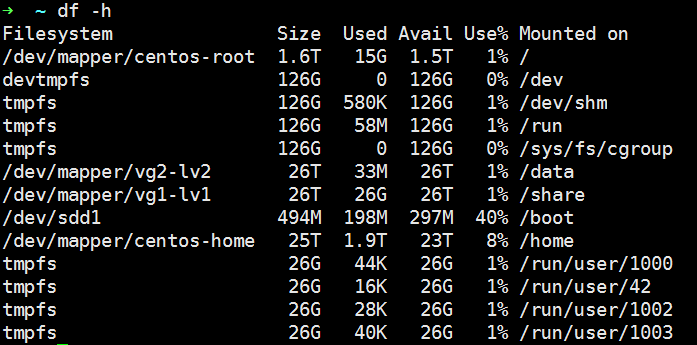 ➜  ~ df -h
Filesystem               Size  Used Avail Use% Mounted on
/dev/mapper/centos-root  1.6T   15G  1.5T   1% /
devtmpfs                 126G     0  126G   0% /dev
tmpfs                    126G  580K  126G   1% /dev/shm
tmpfs                    126G   58M  126G   1% /run
tmpfs                    126G     0  126G   0% /sys/fs/cgroup
/dev/mapper/vg2-lv2       26T   33M   26T   1% /data
/dev/mapper/vg1-lv1       26T   26G   26T   1% /share
/dev/sdd1                494M  198M  297M  40% /boot
/dev/mapper/centos-home   25T  1.9T   23T   8% /home
tmpfs                     26G   44K   26G   1% /run/user/1000
tmpfs                     26G   16K   26G   1% /run/user/42
tmpfs                     26G   28K   26G   1% /run/user/1002
tmpfs                     26G   40K   26G   1% /run/user/1003